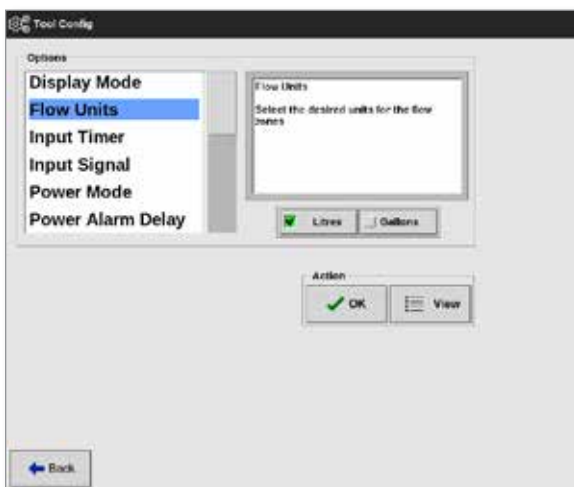 Tool Config
Options
Display Mode
Flow Units
Input Timer
Input Signal
Power Mode
Power Alarm Delay
Flow Units
Select the desired units for the flow
zones
Litres
Gallons
Action
OK
View
Back